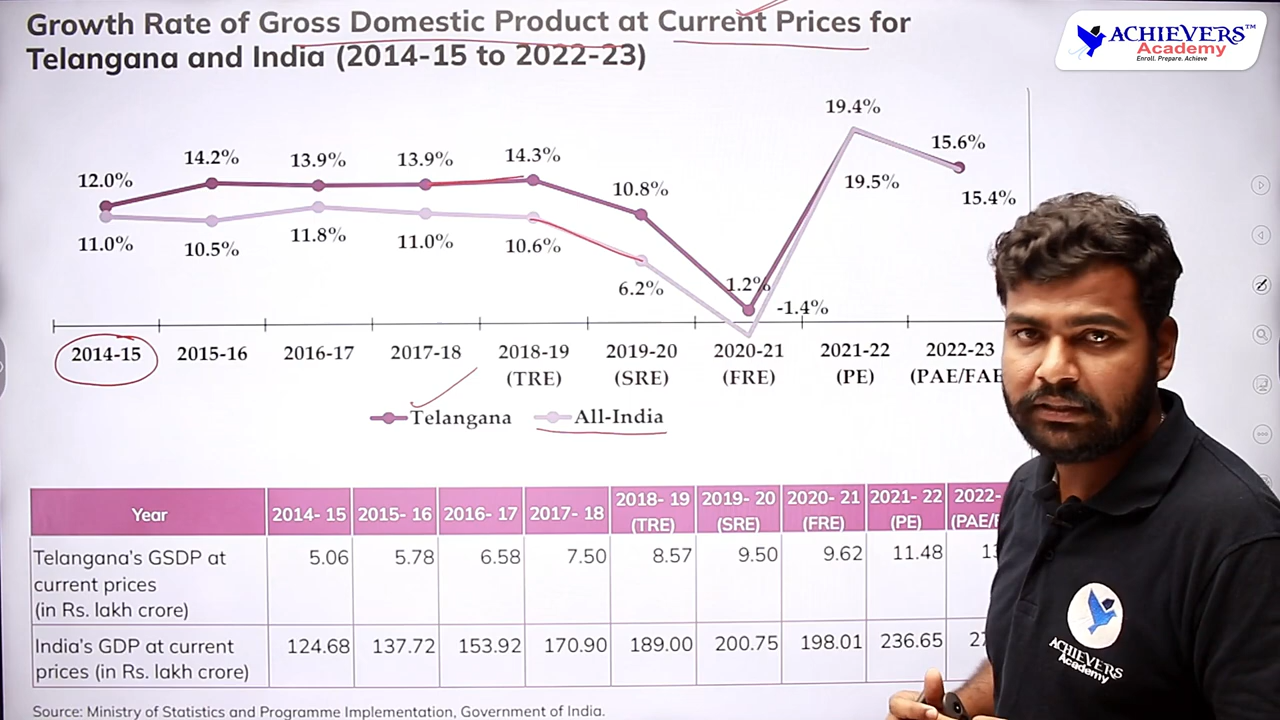 Growth Rate of Gross Domestic Product at Current Prices for
Telangana and India (2014-15 to 2022-23)
ACHIEVERS™
Academy
Enroll. Prepare. Achieve
19.4%
15.6%
14.2%
13.9%
13.9%
14.3%
12.0%
10.8%
19.5%
15.4%
11.0%
10.5%
11.8%
11.0%
10.6%
6.2%
1.2%
-1.4%
2014-15 2015-16 2016-17 2017-18 2018-19 2019-20 2020-21 2021-22 2022-23
(TRE) (SRE) (FRE) (PE) (PAE/FAE
Telangana All-India
Year 2014- 15 2015- 16 2016- 17 2017- 18 2018- 19 (TRE) 2019- 20 (SRE) 2020- 21 (FRE) 2021- 22 (PE) 2022- (PAE/F
Telangana's GSDP at 5.06 5.78 6.58 7.50 8.57 9.50 9.62 11.48 13
current prices
(in Rs. lakh crore)
India's GDP at current 124.68 137.72 153.92 170.90 189.00 200.75 198.01 236.65 27
prices (in Rs. lakh crore)
Source: Ministry of Statistics and Programme Implementation, Government of India.
ACHIEVERS
Academy